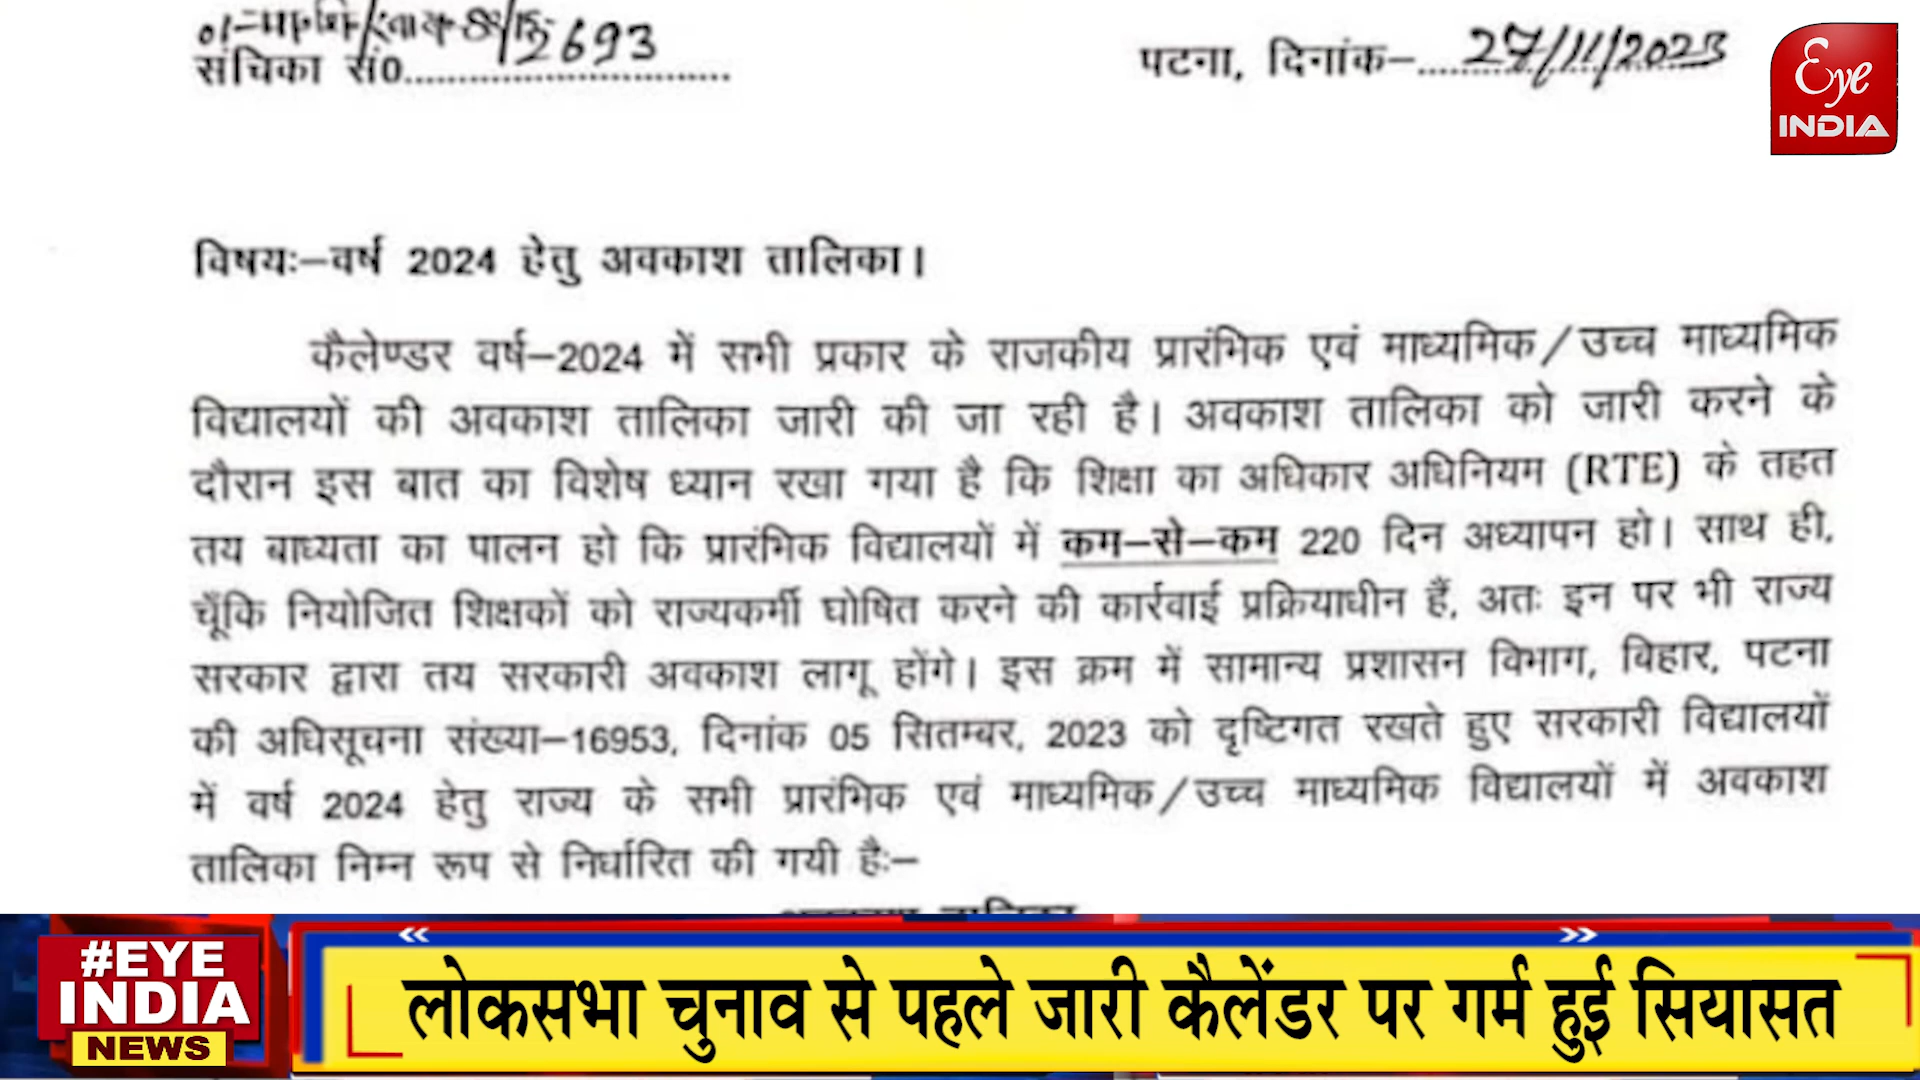 2693
संचिका सं0..............................
पटना, दिनांक–....27/11/2023
Eye
INDIA
विषयः–वर्ष 2024 हेतु अवकाश तालिका।
कैलेण्डर वर्ष–2024 में सभी प्रकार के राजकीय प्रारंभिक एवं माध्यमिक/उच्च माध्यमिक
विद्यालयों की अवकाश तालिका जारी की जा रही है। अवकाश तालिका को जारी करने के
दौरान इस बात का विशेष ध्यान रखा गया है कि शिक्षा का अधिकार अधिनियम (RTE) के तहत
तय बाध्यता का पालन हो कि प्रारंभिक विद्यालयों में कम–से–कम 220 दिन अध्यापन हो। साथ ही,
चूँकि नियोजित शिक्षकों को राज्यकर्मी घोषित करने की कार्रवाई प्रक्रियाधीन हैं, अतः इन पर भी राज्य
सरकार द्वारा तय सरकारी अवकाश लागू होंगे। इस क्रम में सामान्य प्रशासन विभाग, विहार, पटना
की अधिसूचना संख्या–16953, दिनांक 05 सितम्बर, 2023 को दृष्टिगत रखते हुए सरकारी विद्यालयों
में वर्ष 2024 हेतु राज्य के सभी प्रारंभिक एवं माध्यमिक/उच्च माध्यमिक विद्यालयों में अवकाश
तालिका निम्न रूप से निर्धारित की गयी हैः–
#EYE
INDIA
NEWS
लोकसभा चुनाव से पहले जारी कैलेंडर पर गर्म हुई सियासत